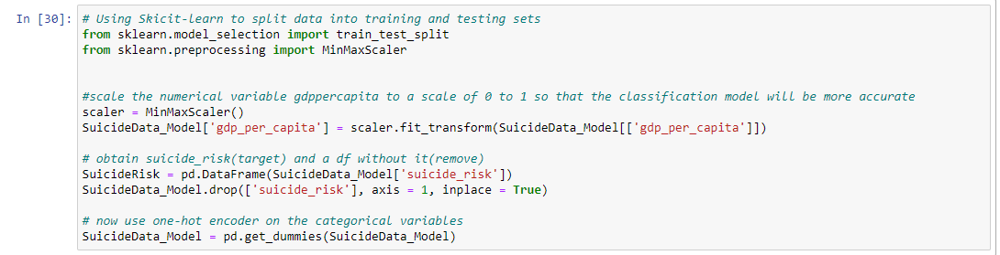 In [30]: # Using Skicit-learn to split data into training and testing sets
from sklearn.model_selection import train_test_split
from sklearn.preprocessing import MinMaxScaler
#scale the numerical variable gdppercapita to a scale of 0 to 1 so that the classification model will be more accurate
scaler = MinMaxScaler()
SuicideData_Model['gdp_per_capita'] = scaler.fit_transform(SuicideData_Model[['gdp_per_capita']])
# obtain suicide_risk(target) and a df without it(remove)
SuicideRisk = pd.DataFrame(SuicideData_Model['suicide_risk'])
SuicideData_Model.drop(['suicide_risk'], axis = 1, inplace = True)
# now use one-hot encoder on the categorical variables
SuicideData_Model = pd.get_dummies(SuicideData_Model)